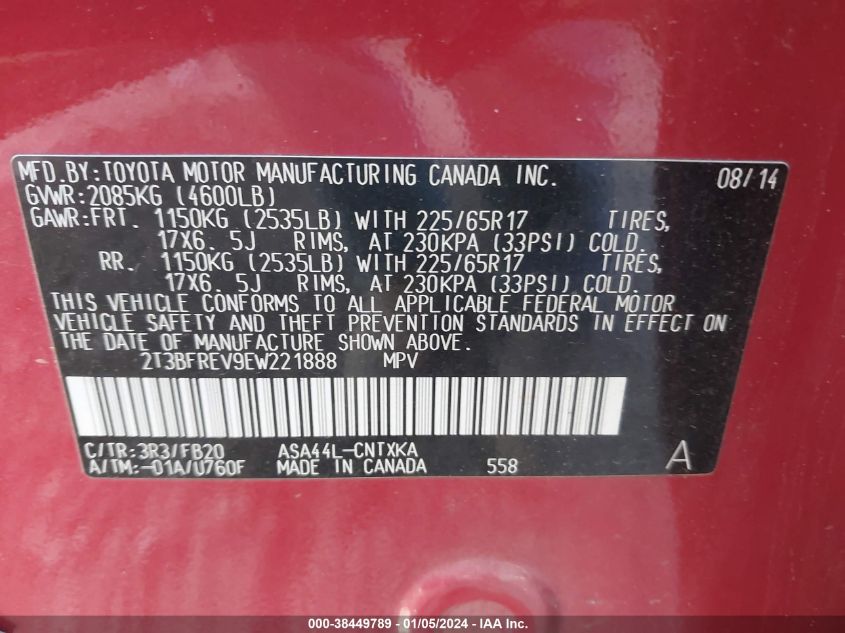 MFD.BY:TOYOTA MOTOR MANUFACTURING CANADA INC. 08/14
GVWR:2085KG (4600LB)
GAWR:FRT. 1150KG (2535LB) WITH 225/65R17 TIRES,
17X6. 5J RIMS, AT 230KPA (33PSI) COLD.
RR. 1150KG (2535LB) WITH 225/65R17 TIRES,
17X6. 5J RIMS, AT 230KPA (33PSI) COLD.
THIS VEHICLE CONFORMS TO ALL APPLICABLE FEDERAL MOTOR
VEHICLE SAFETY AND THEFT PREVENTION STANDARDS IN EFFECT ON
THE DATE OF MANUFACTURE SHOWN ABOVE.
2T3BFREV9EW221888 MPV
C/TR:3R3/FB20 ASA44L-CNTXKA
A/TM:-01A/U760F MADE IN CANADA 558 A
000-38449789 - 01/05/2024 - IAA Inc.